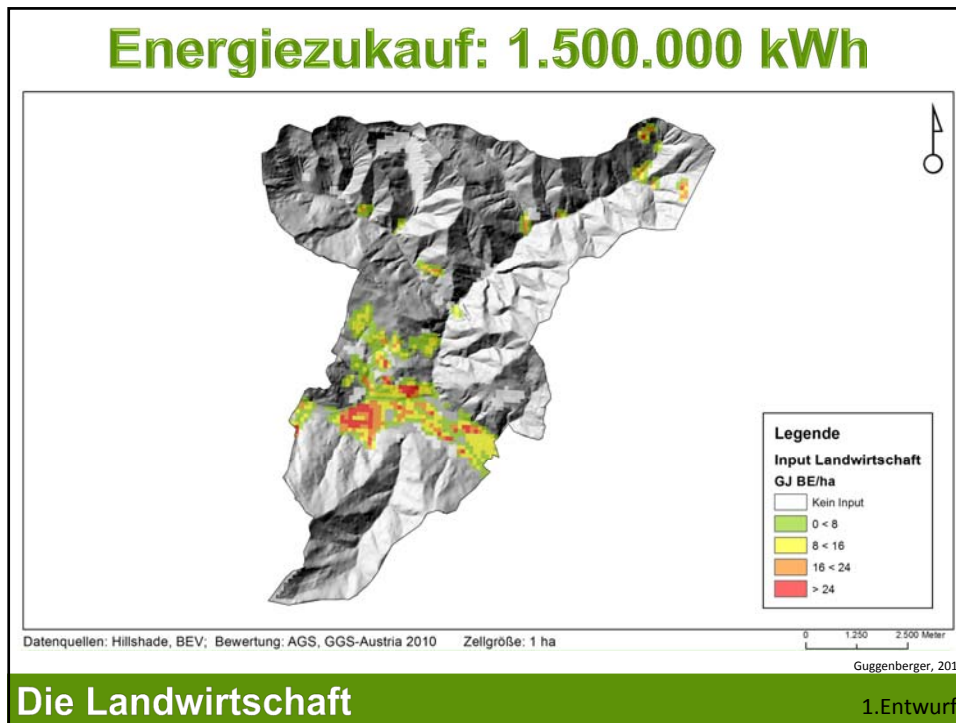 Energiezukauf: 1.500.000 kWh
Legende
Input Landwirtschaft
GJ BE/ha
Kein Input
0 < 8
8 < 16
16 < 24
> 24
Datenquellen: Hillshade, BEV; Bewertung: AGS, GGS-Austria 2010 Zellgröße: 1 ha
0 1.250 2.500 Meter
Guggenberger, 201
Die Landwirtschaft
1.Entwurf